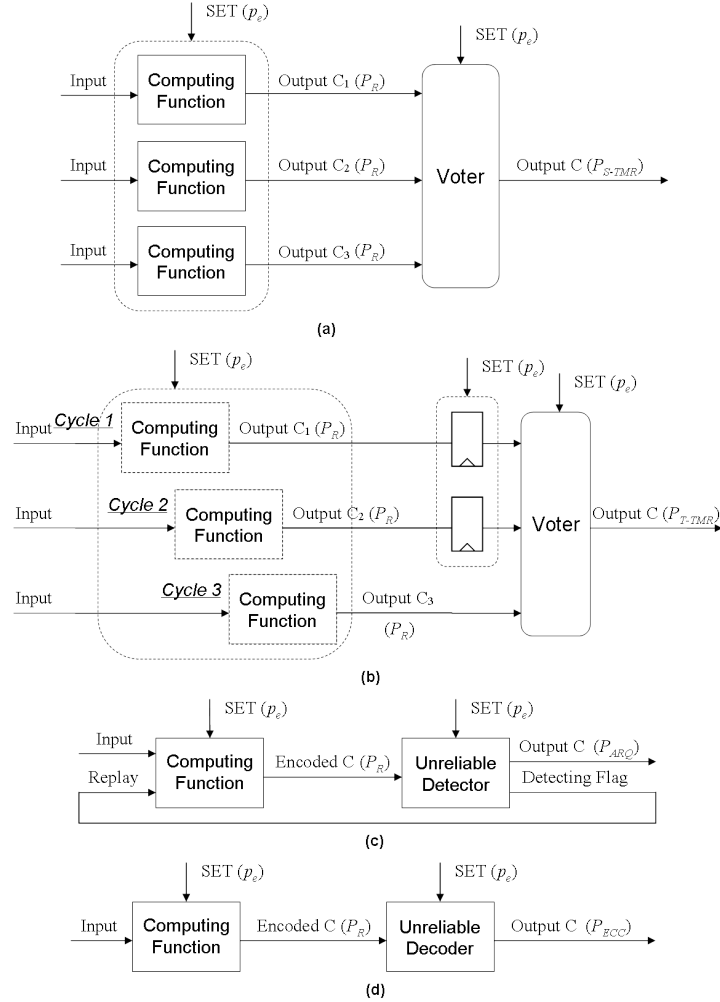 SET (pe)
SET (pe)
Input
Computing
Function
Output C1 (PR)
Input
Computing
Function
Output C2 (PR)
Voter
Output C (PS-TMR)
Input
Computing
Function
Output C3 (PR)
(a)
SET (pe)
SET (pe)
SET (pe)
Input
Cycle 1
Computing
Function
Output C1 (PR)
Input
Cycle 2
Computing
Function
Output C2 (PR)
Voter
Output C (PT-TMR)
Input
Cycle 3
Computing
Function
Output C3
(PR)
(b)
SET (pe)
SET (pe)
Input
Replay
Computing
Function
Encoded C (PR)
Unreliable
Detector
Output C (PARQ)
Detecting Flag
(c)
SET (pe)
SET (pe)
Input
Computing
Function
Encoded C (PR)
Unreliable
Decoder
Output C (PECC)
(d)